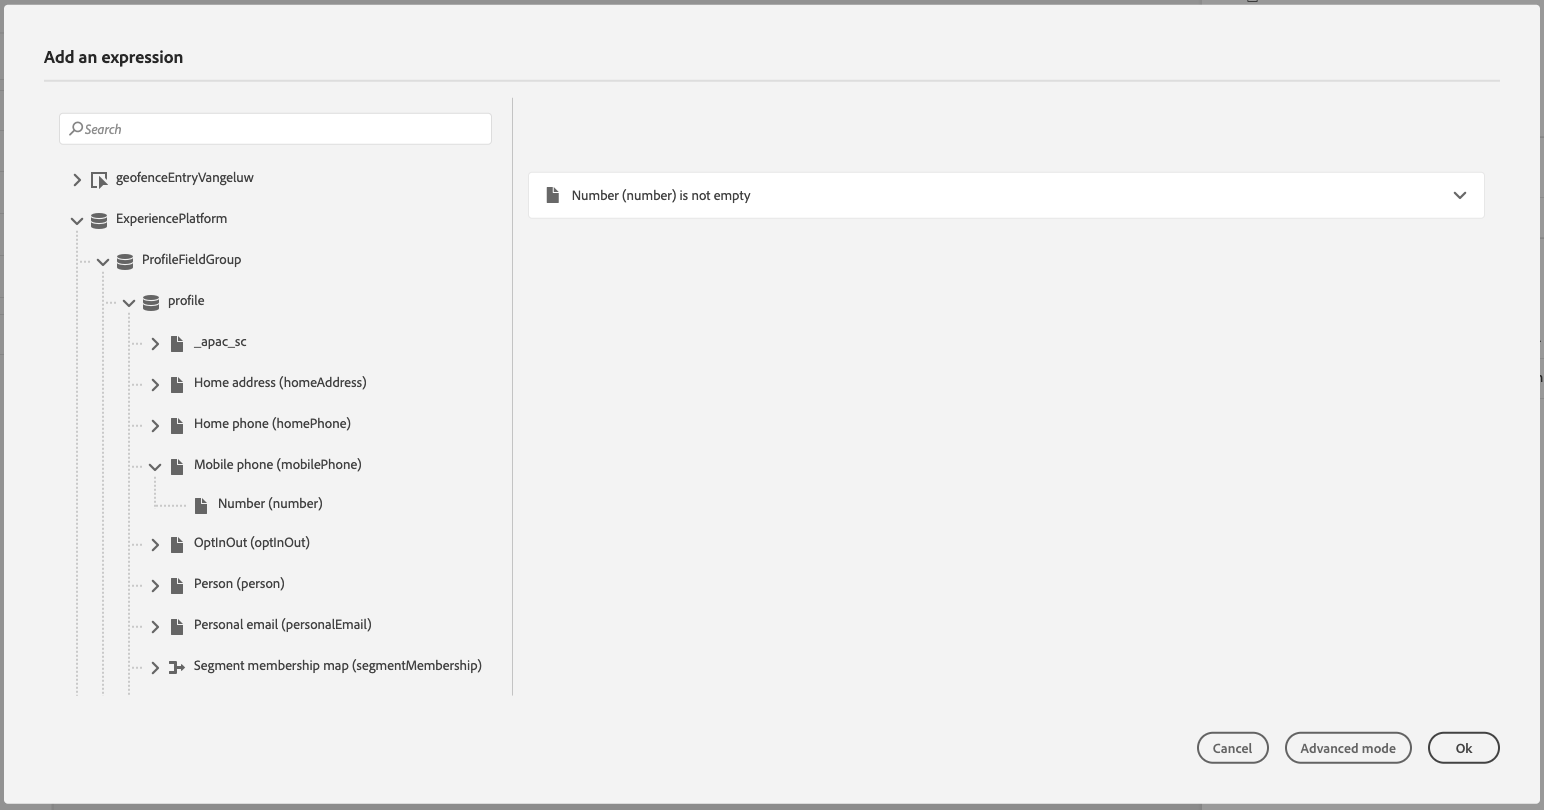 Add an expression
Search
geofenceEntryVangeluw
ExperiencePlatform
ProfileFieldGroup
profile
_apac_sc
Home address (homeAddress)
Home phone (homePhone)
Mobile phone (mobilePhone)
Number (number)
OptInOut (optInOut)
Person (person)
Personal email (personalEmail)
Segment membership map (segmentMembership)
Number (number) is not empty
Cancel
Advanced mode
Ok